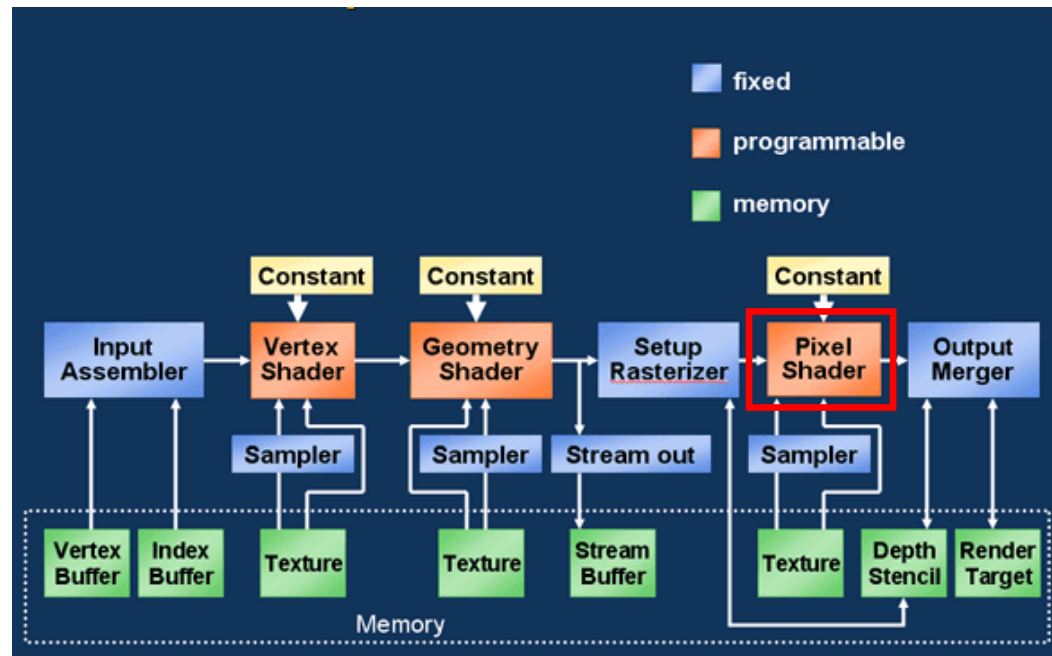 fixed
programmable
memory
Constant
Constant
Constant
Input
Assembler
Vertex
Shader
Geometry
Shader
Setup
Rasterizer
Pixel
Shader
Output
Merger
Sampler
Sampler
Stream out
Sampler
Vertex
Buffer
Index
Buffer
Texture
Texture
Stream
Buffer
Texture
Depth
Stencil
Render
Target
Memory